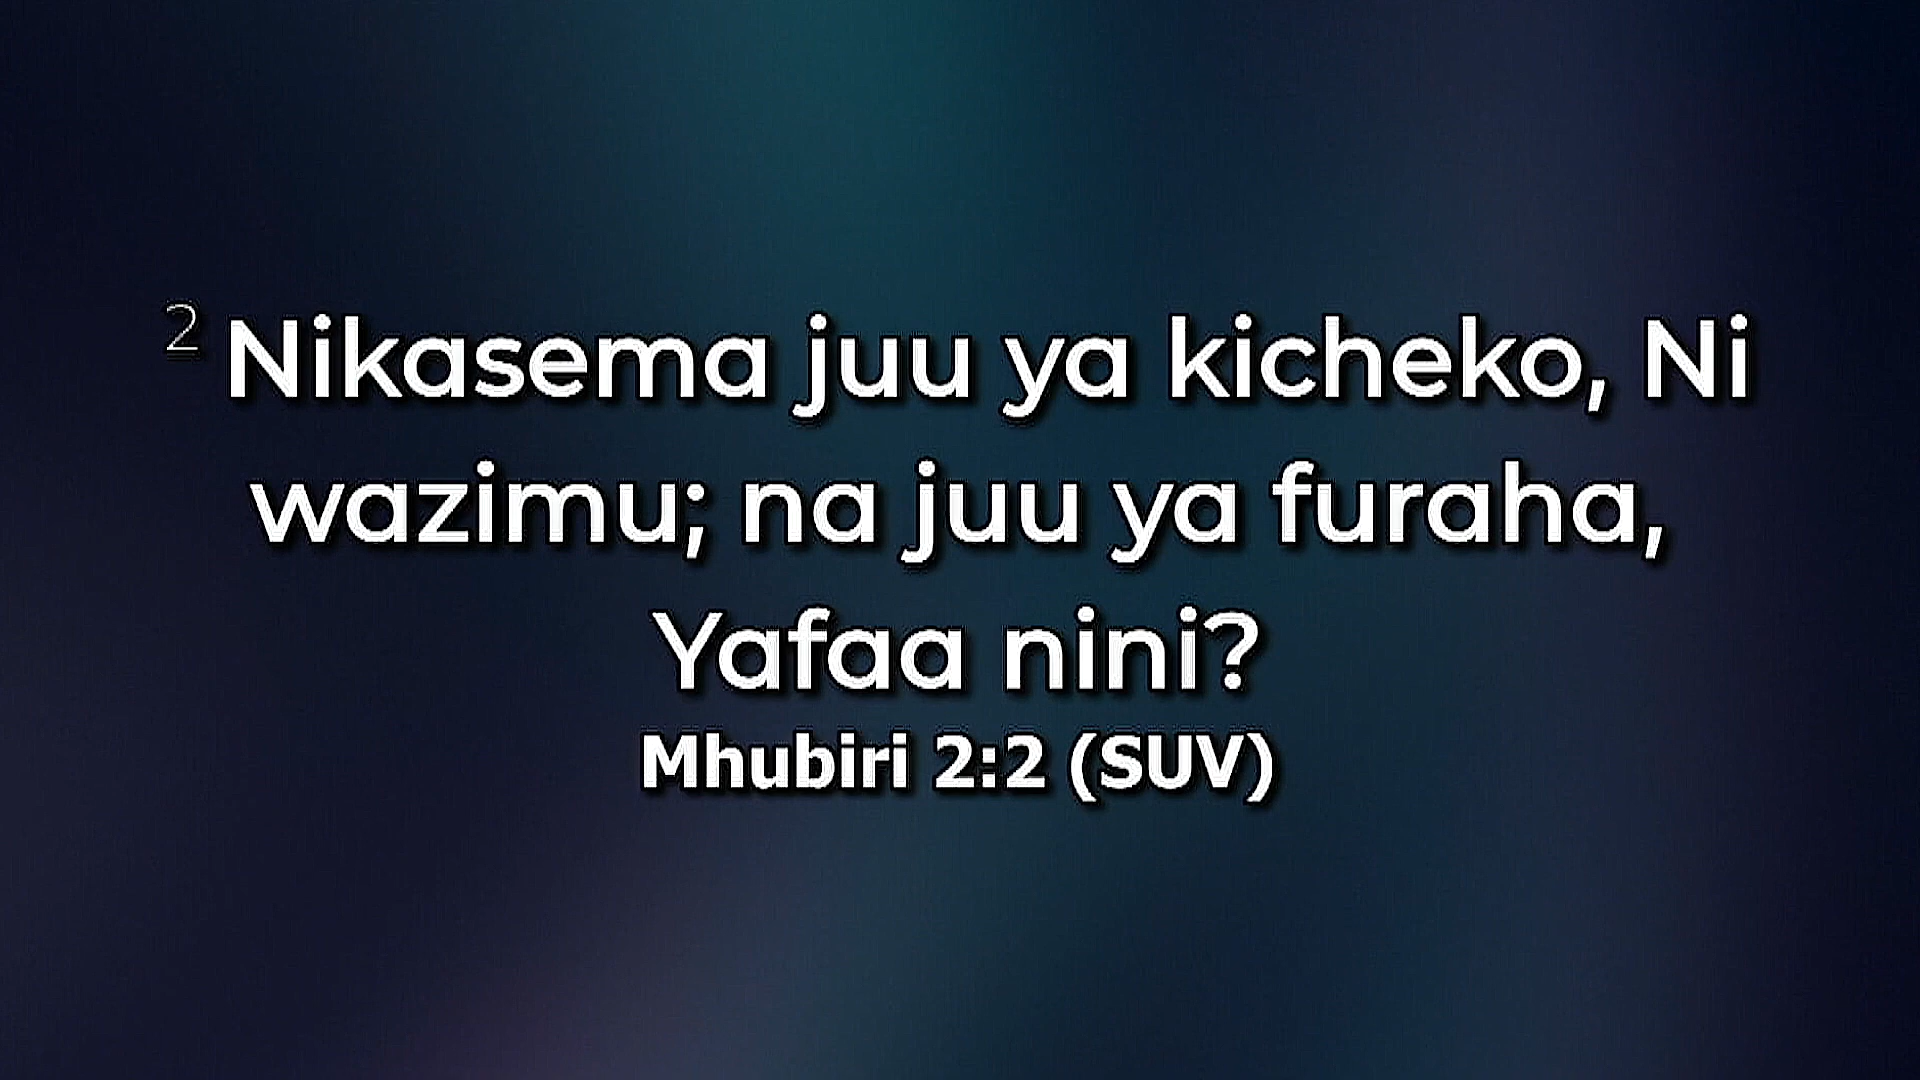 2 Nikasema juu ya kicheko, Ni
wazimu; na juu ya furaha,
Yafaa nini?
Mhubiri 2:2 (SUV)